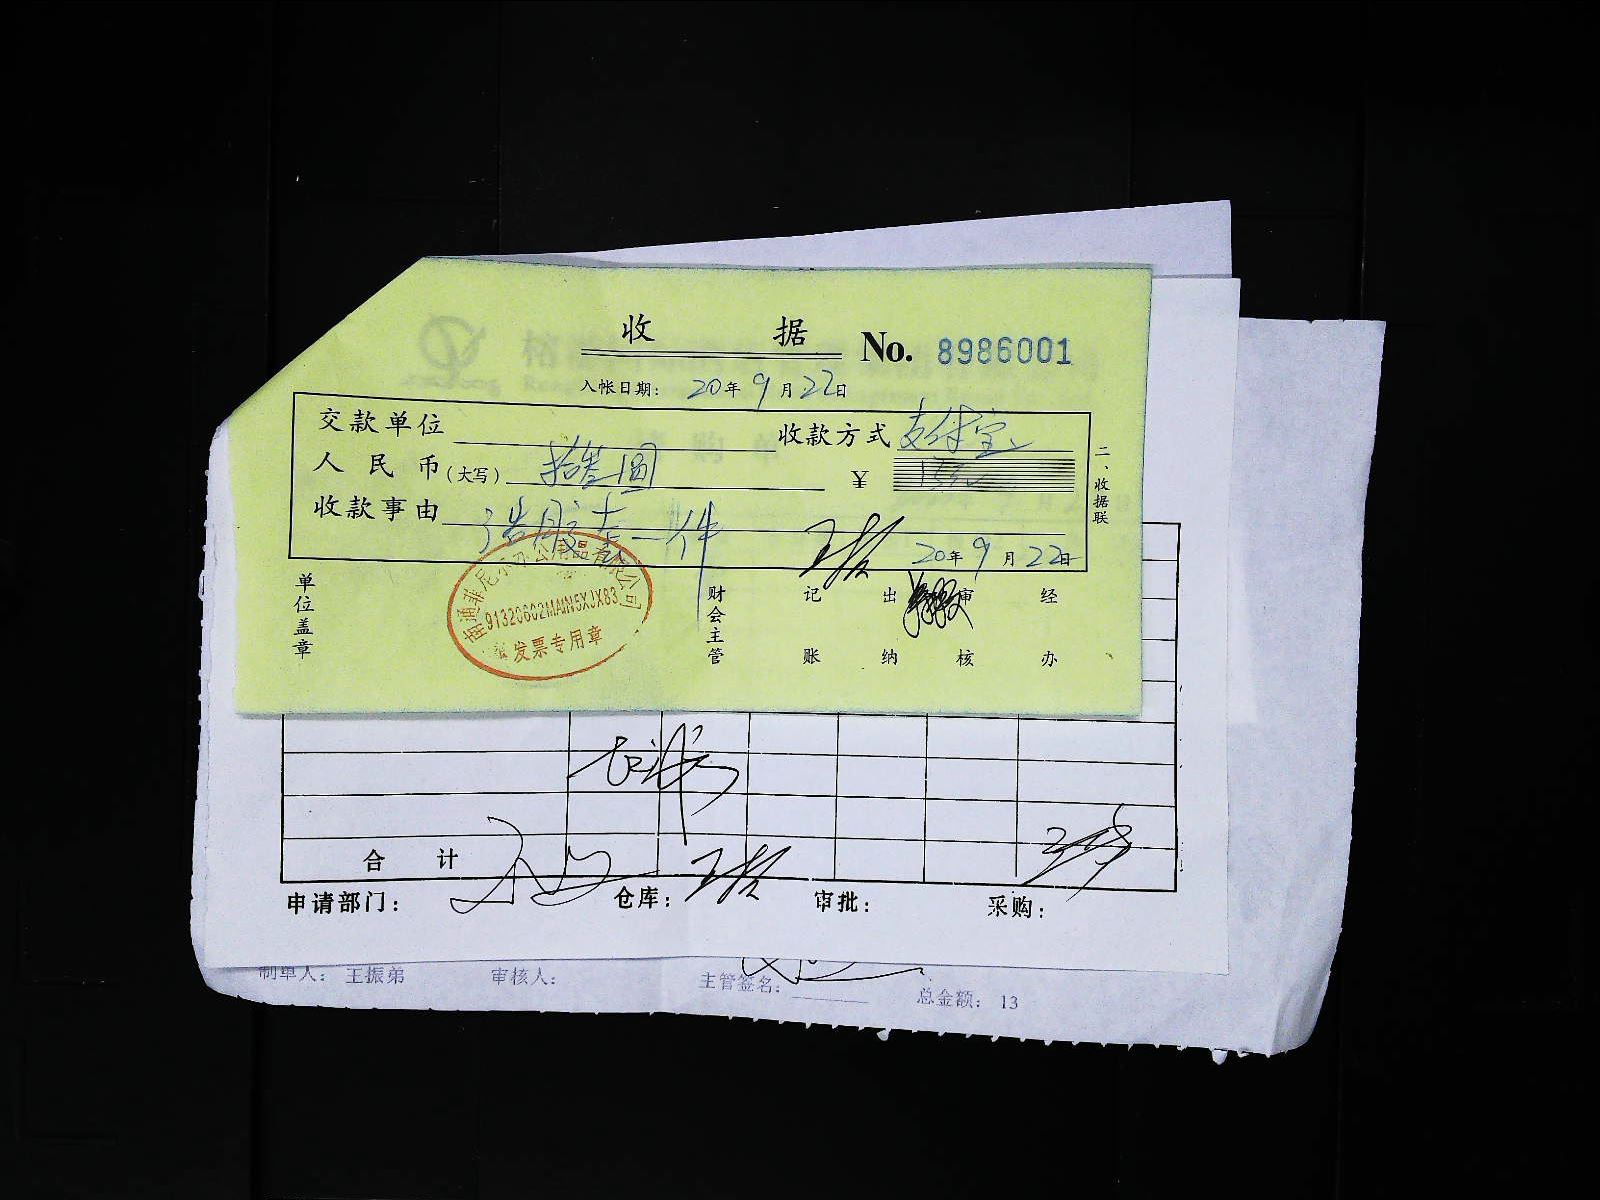 收 据 No. 8986001
入帐日期: 20年9月22日
交款单位 收款方式 支付宝
人民币(大写) 拾叁圆 ¥ 13元
收款事由 一件
20年9月22日
二、收据联
单位盖章
财会主管 记账 出纳 审核 经办
91320602MA1N5XJX83
发票专用章
合 计
申请部门: 仓库: 审批: 采购:
制单人: 王振弟 审核人: 主管签名: 总金额: 13